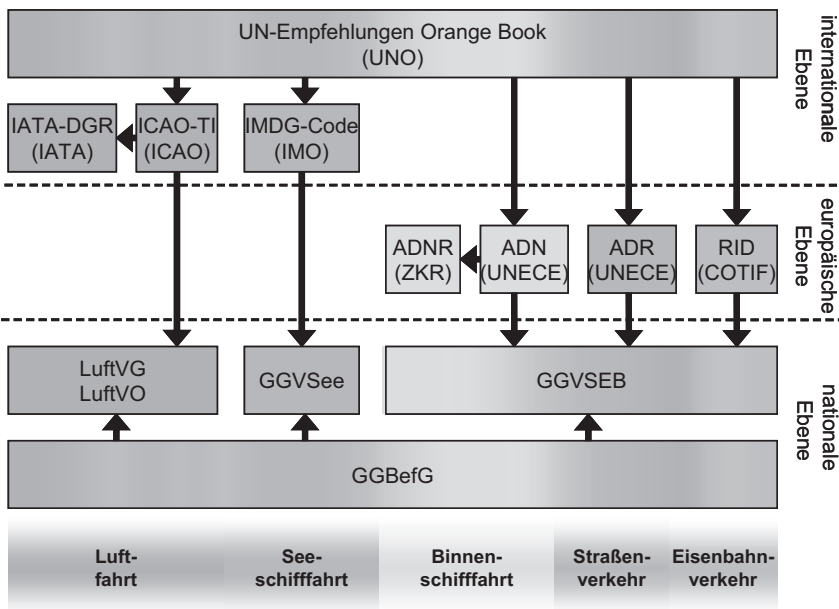 UN-Empfehlungen Orange Book
(UNO)
internationale
Ebene
IATA-DGR
(IATA)
ICAO-TI
(ICAO)
IMDG-Code
(IMO)
ADNR
(ZKR)
ADN
(UNECE)
ADR
(UNECE)
RID
(COTIF)
europäische
Ebene
LuftVG
LuftVO
GGVSee
GGVSEB
nationale
Ebene
GGBefG
Luft-
fahrt
See-
schifffahrt
Binnen-
schifffahrt
Straßen-
verkehr
Eisenbahn-
verkehr